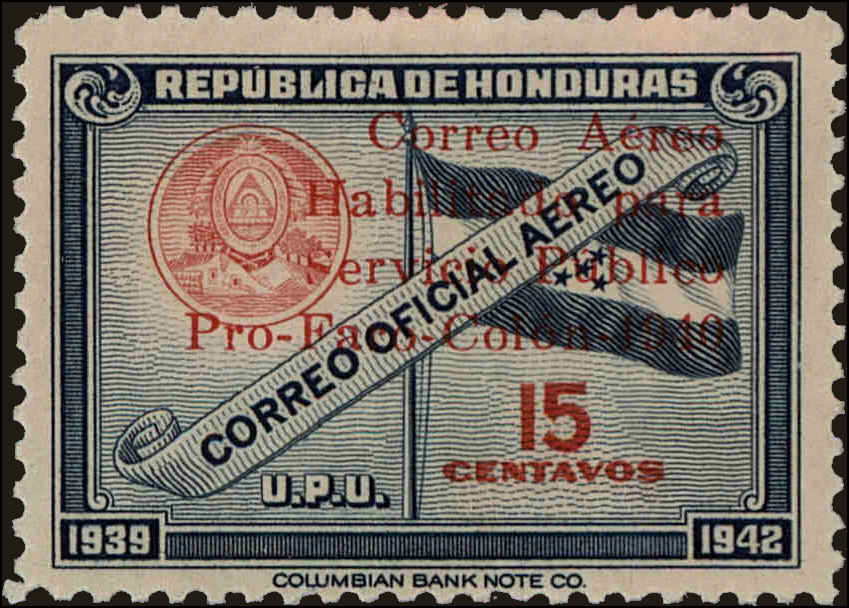 REPÚBLICA DE HONDURAS
Correo Aéreo
Habilitado para
Servicio Público
Pro-Faro-Colón-1940
CORREO OFICIAL AEREO
15
CENTAVOS
U.P.U.
1939
1942
COLUMBIAN BANK NOTE CO.